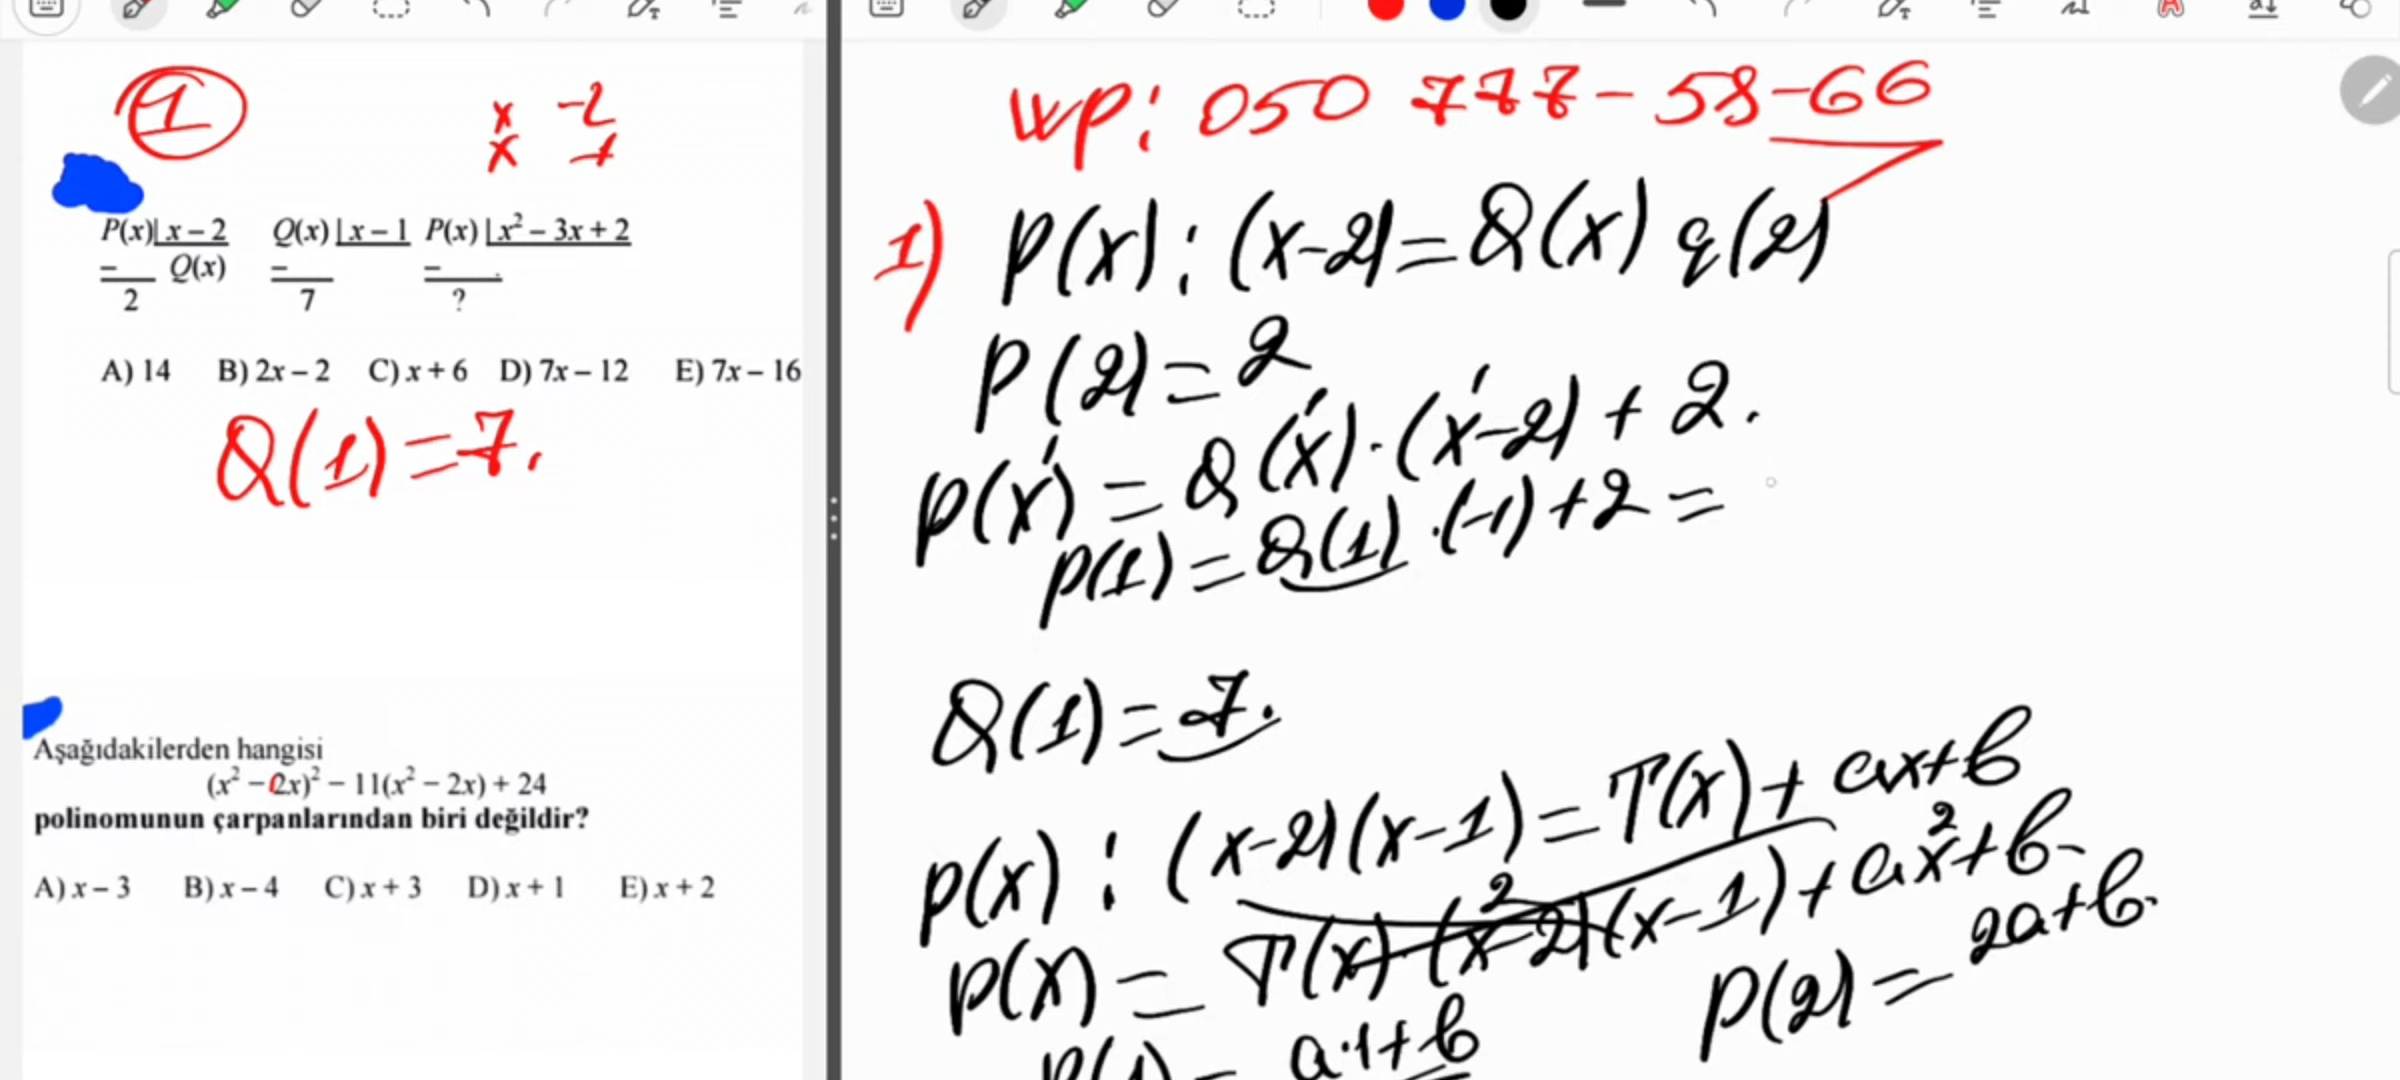 1
x -2
x -1
P(x)| x – 2 Q(x) | x – 1 P(x) | x² – 3x + 2
– Q(x) – –
2 7 ?
A) 14 B) 2x – 2 C) x + 6 D) 7x – 12 E) 7x – 16
Q(1)=7.
Aşağıdakilerden hangisi
(x² – 2x)² – 11(x² – 2x) + 24
polinomunun çarpanlarından biri değildir?
A) x – 3 B) x – 4 C) x + 3 D) x + 1 E) x + 2
wp: 050 777-58-66
1) P(x):(x-2)=Q(x) q(2)
P(2)=2
P(x)=Q(x)·(x-2)+2.
P(1)=Q(1)·(-1)+2=
Q(1)=7.
P(x):(x-2)(x-1)=T(x)+ax+b
P(x)=T(x)·(x-2)(x-1)+ax+b
2 2
P(2)=2a+b.
P(1)=a·1+b